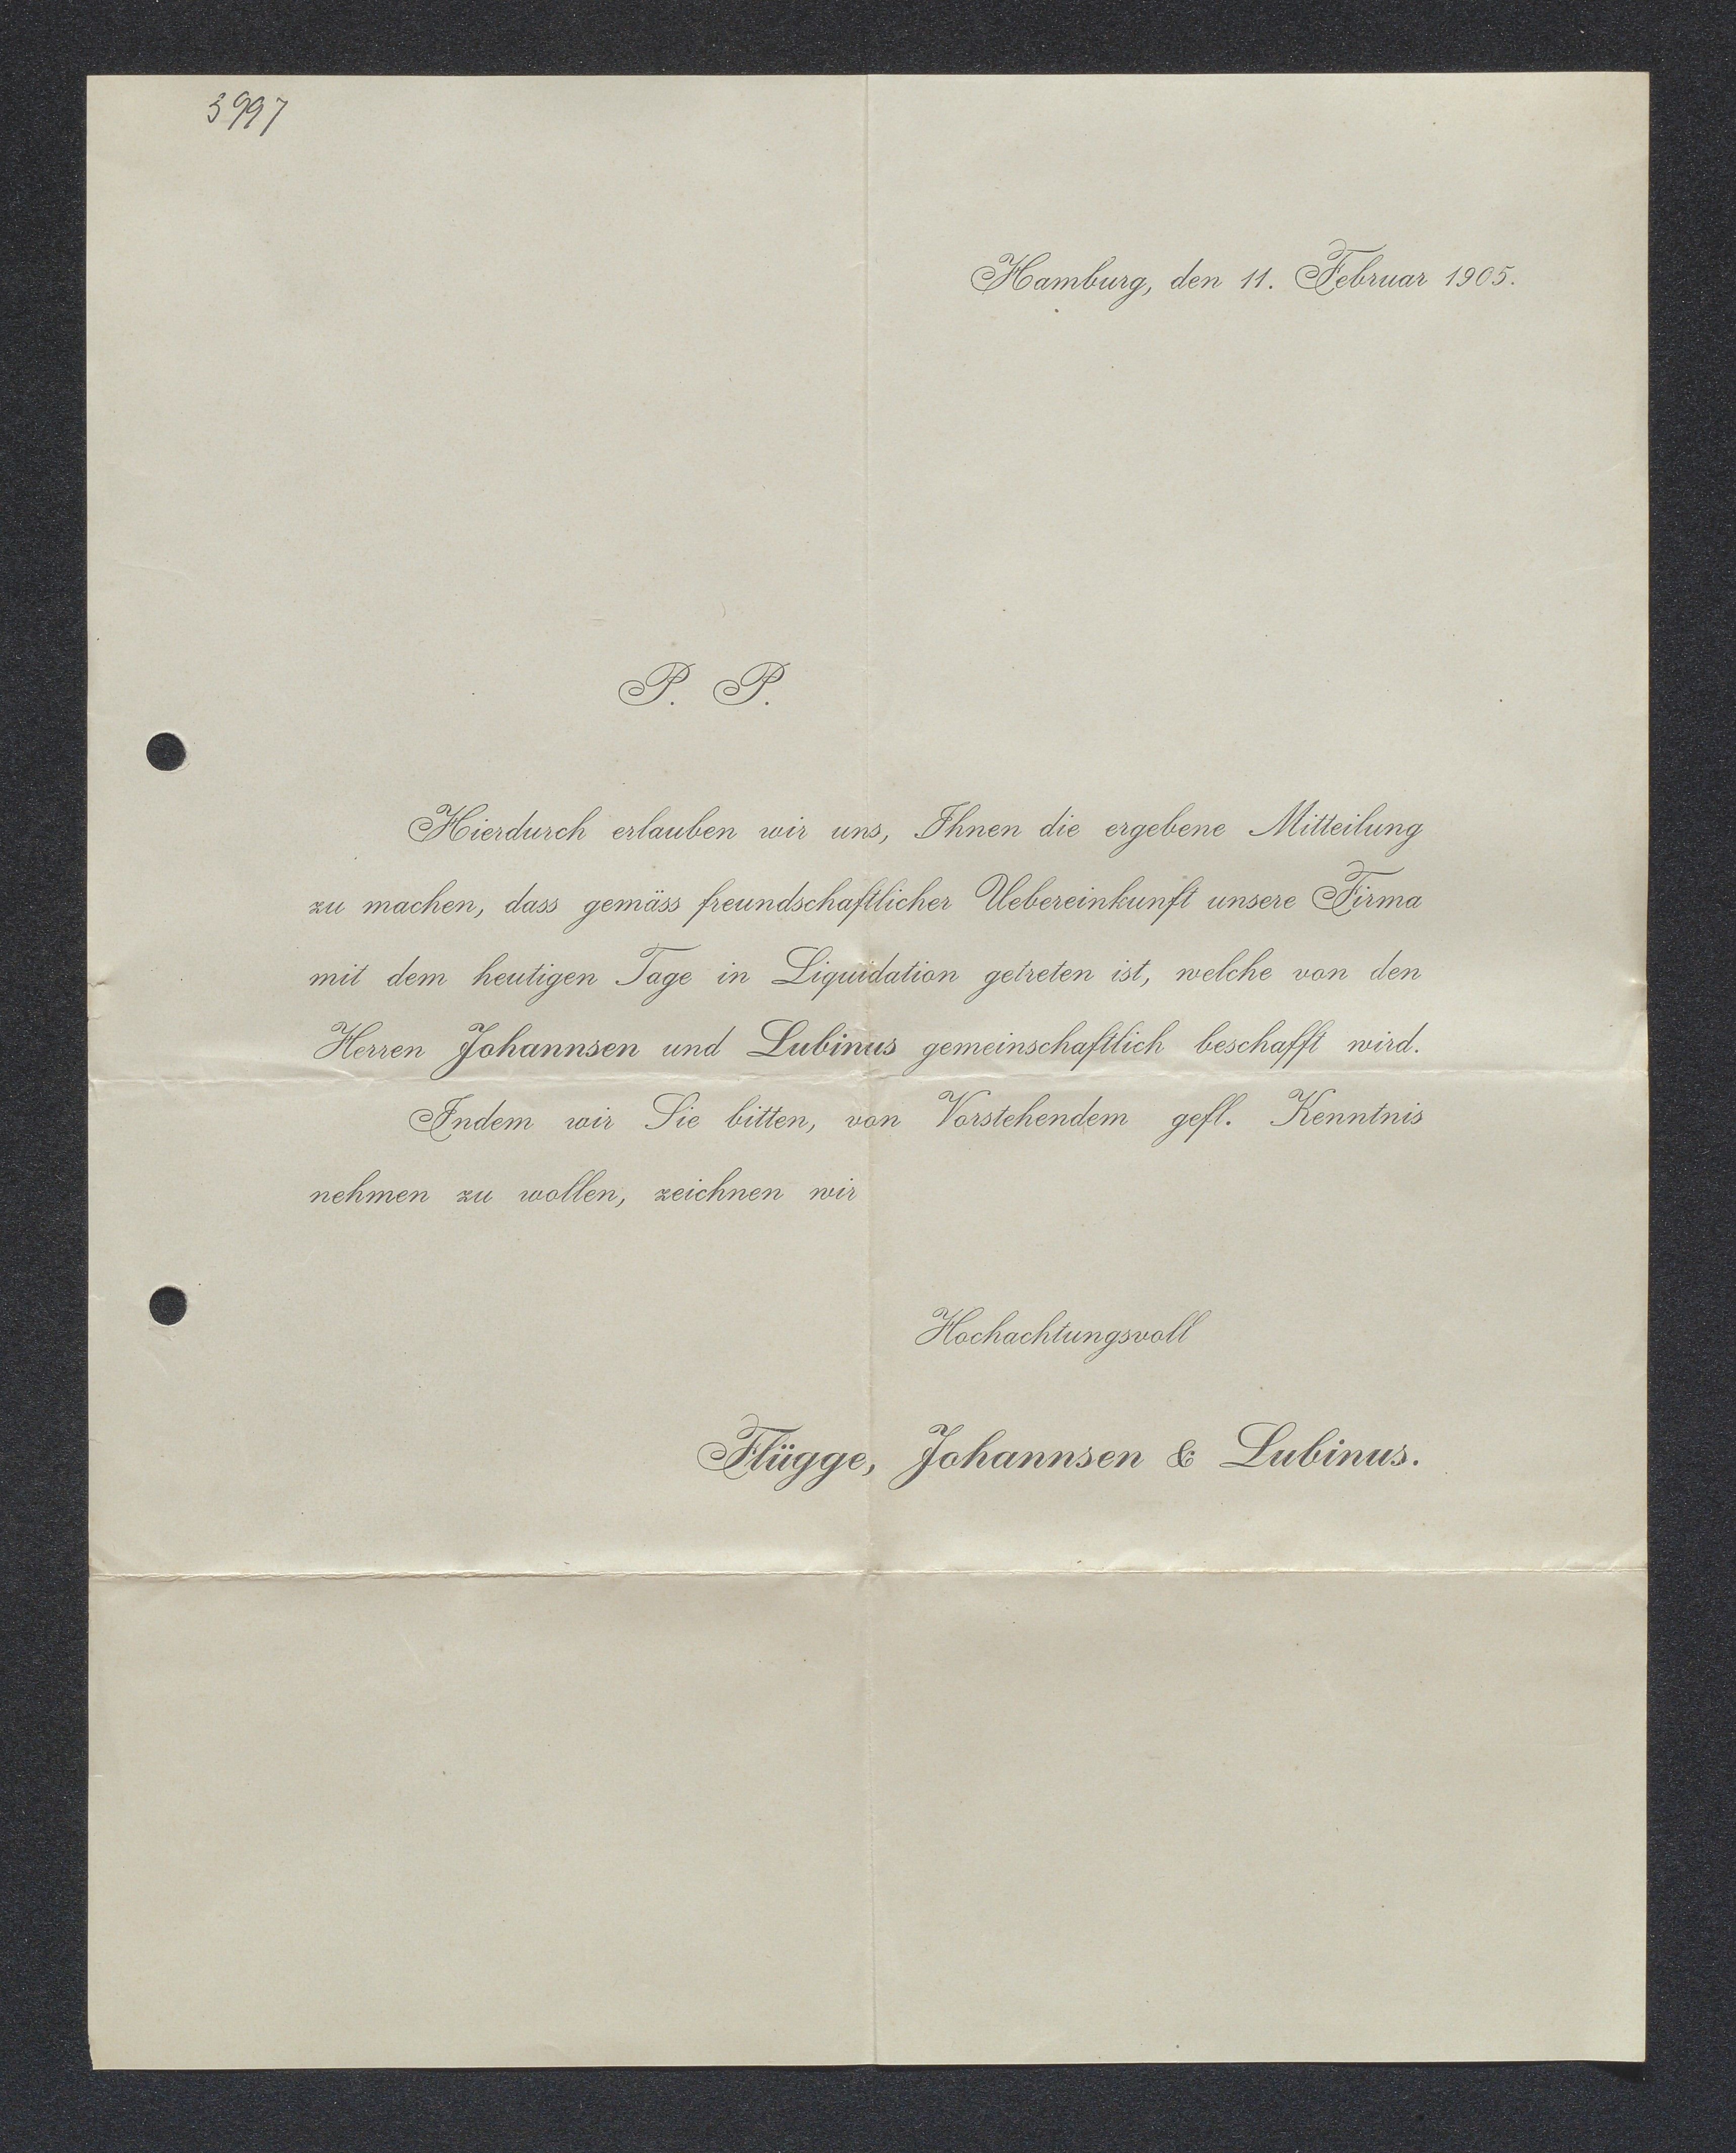 3997
Hamburg, den 11. Februar 1905.
P. P.
Hierdurch erlauben wir uns, Ihnen die ergebene Mitteilung
zu machen, dass gemäss freundschaftlicher Uebereinkunft unsere Firma
mit dem heutigen Tage in Liquidation getreten ist, welche von den
Herren Johannsen und Lubinus gemeinschaftlich beschafft wird.
Indem wir Sie bitten, von Vorstehendem gefl. Kenntnis
nehmen zu wollen, zeichnen wir
Hochachtungsvoll
Flügge, Johannsen & Lubinus.